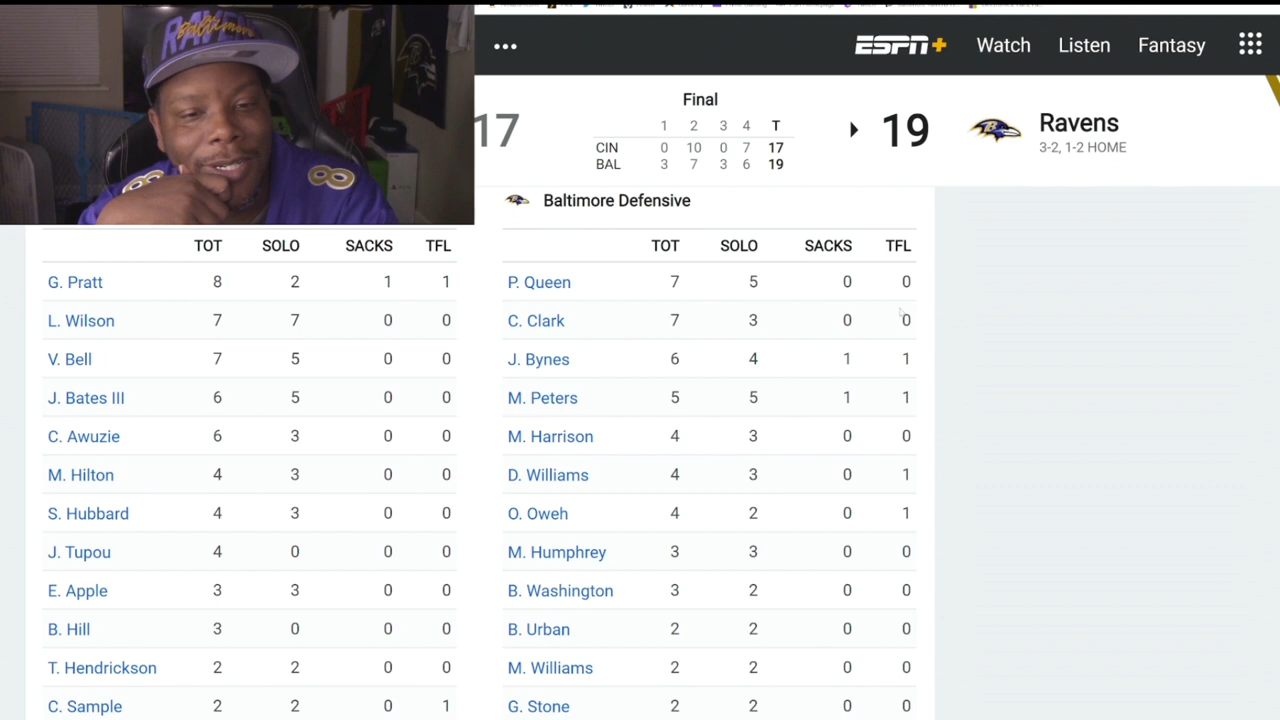 RAVENS
Baltimore
8
8
...
ESPN+ Watch Listen Fantasy
17
Final
1 2 3 4 T
CIN 0 10 0 7 17
BAL 3 7 3 6 19
19
Ravens
3-2, 1-2 HOME
Baltimore Defensive
TOT SOLO SACKS TFL
G. Pratt 8 2 1 1
L. Wilson 7 7 0 0
V. Bell 7 5 0 0
J. Bates III 6 5 0 0
C. Awuzie 6 3 0 0
M. Hilton 4 3 0 0
S. Hubbard 4 3 0 0
J. Tupou 4 0 0 0
E. Apple 3 3 0 0
B. Hill 3 0 0 0
T. Hendrickson 2 2 0 0
C. Sample 2 2 0 1
TOT SOLO SACKS TFL
P. Queen 7 5 0 0
C. Clark 7 3 0 0
J. Bynes 6 4 1 1
M. Peters 5 5 1 1
M. Harrison 4 3 0 0
D. Williams 4 3 0 1
O. Oweh 4 2 0 1
M. Humphrey 3 3 0 0
B. Washington 3 2 0 0
B. Urban 2 2 0 0
M. Williams 2 2 0 0
G. Stone 2 2 0 0